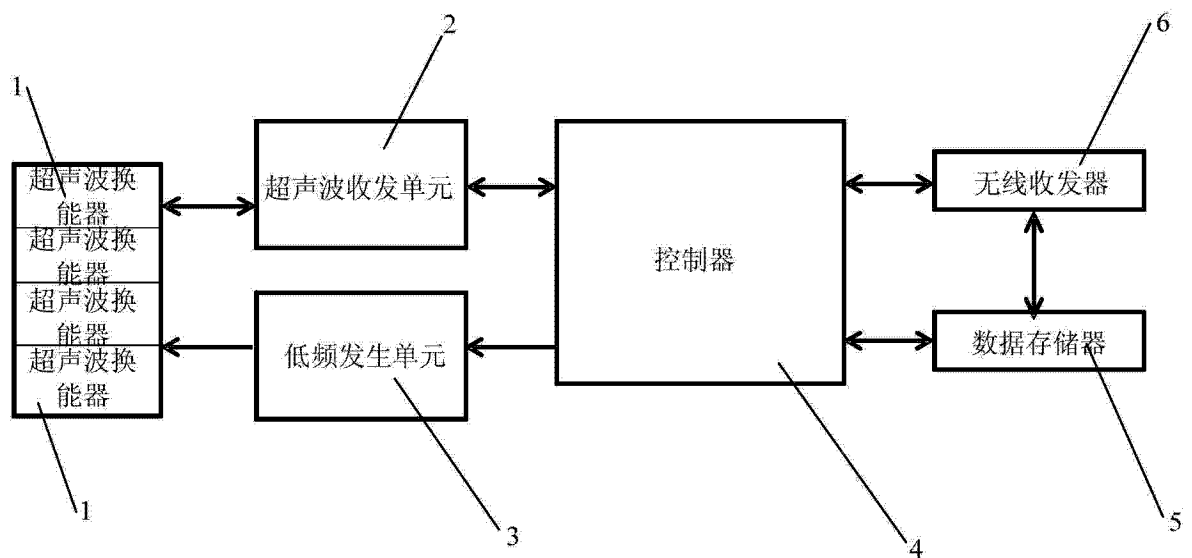 2
6
1
超声波换
能器
超声波换
能器
超声波换
能器
超声波换
能器
超声波收发单元
低频发生单元
控制器
无线收发器
数据存储器
1
3
4
5